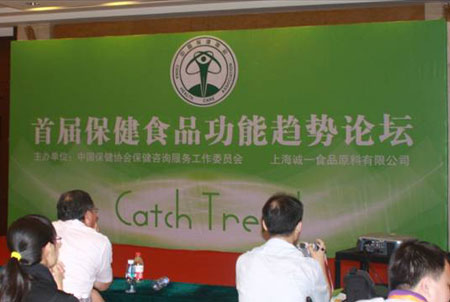 首届保健食品功能趋势论坛
主办单位：中国保健协会保健咨询服务工作委员会 上海诚一食品原料有限公司
Catch